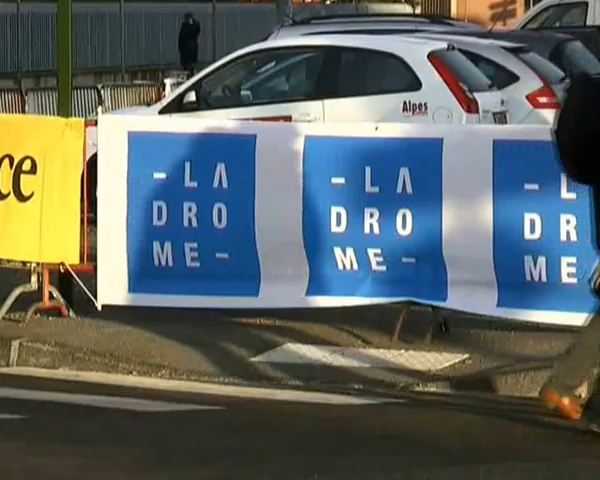 Alpes
ce
– LA
DRO
ME –
– LA
DRO
ME –
– L
DR
ME